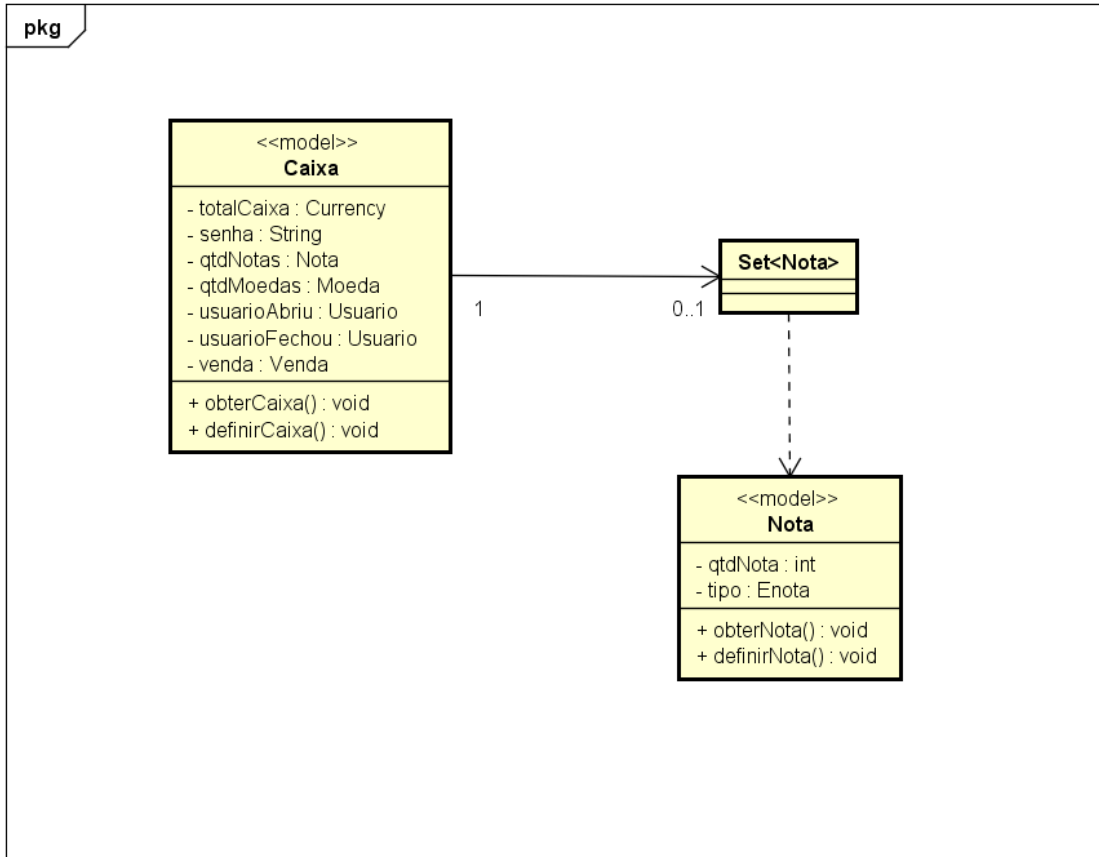 pkg
<<model>>
Caixa
- totalCaixa : Currency
- senha : String
- qtdNotas : Nota
- qtdMoedas : Moeda
- usuarioAbriu : Usuario
- usuarioFechou : Usuario
- venda : Venda
+ obterCaixa() : void
+ definirCaixa() : void
1
0..1
Set<Nota>
<<model>>
Nota
- qtdNota : int
- tipo : Enota
+ obterNota() : void
+ definirNota() : void